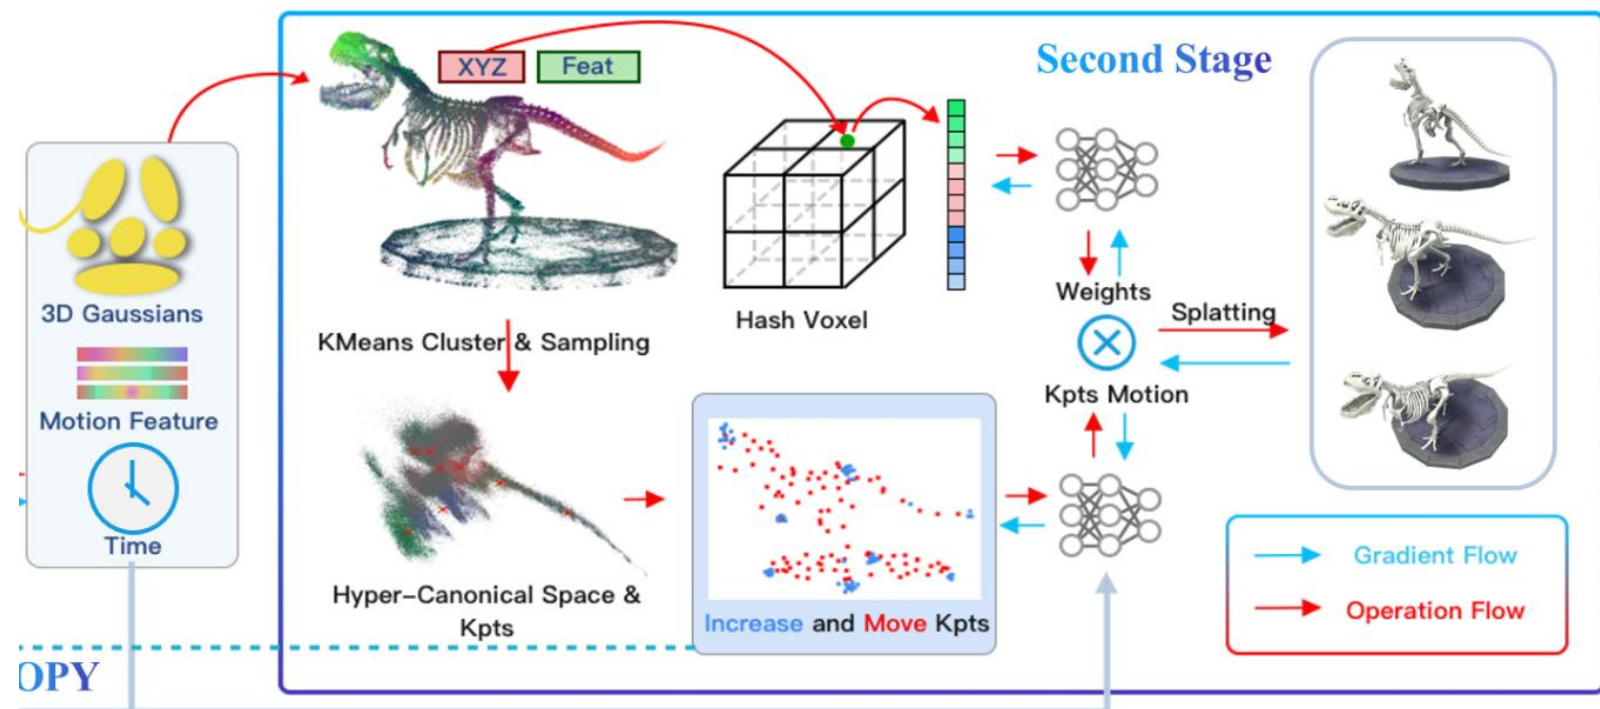 XYZ
Feat
Second Stage
3D Gaussians
Motion Feature
Time
KMeans Cluster & Sampling
Hash Voxel
Weights
Splatting
Kpts Motion
Hyper-Canonical Space &
Kpts
Increase and Move Kpts
Gradient Flow
Operation Flow
OPY